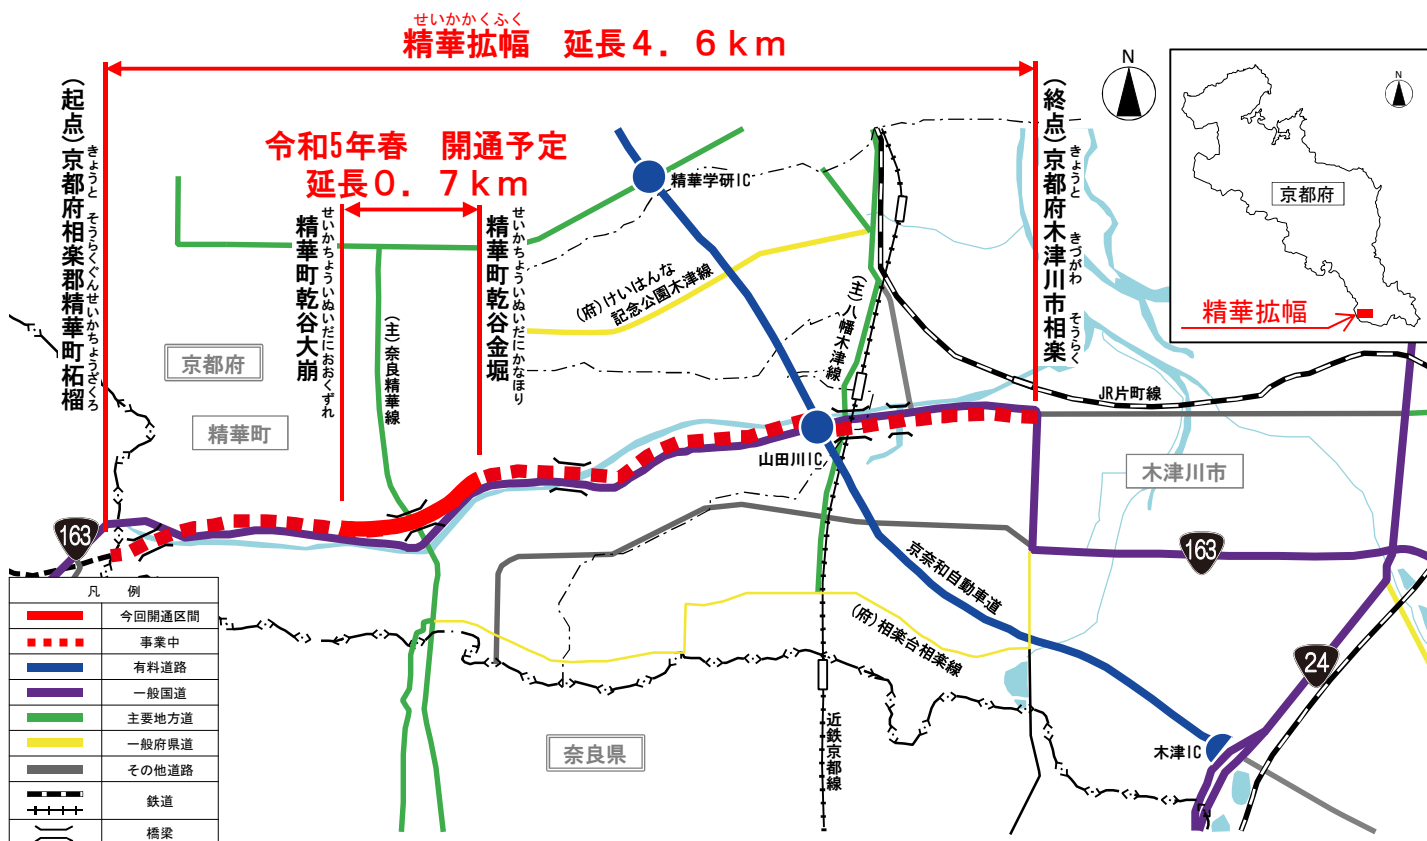 せいかかくふく
精華拡幅　延長４．６ｋｍ
令和5年春　開通予定
延長０．７ｋｍ
（起点）京都府相楽郡精華町柘榴
きょうと そうらくぐんせいかちょうざくろ
精華町乾谷大崩
せいかちょういぬいだにおおくずれ
精華町乾谷金堀
せいかちょういぬいだにかなほり
（終点）京都府木津川市相楽
きょうと きづがわ そうらく
N
N
京都府
精華拡幅
精華学研IC
（府）けいはんな
記念公園木津線
（主）八幡木津線
（主）奈良精華線
京都府
精華町
JR片町線
山田川IC
木津川市
163
163
京奈和自動車道
（府）相楽台相楽線
24
近鉄京都線
木津IC
奈良県
凡　例
今回開通区間
事業中
有料道路
一般国道
主要地方道
一般府県道
その他道路
鉄道
橋梁